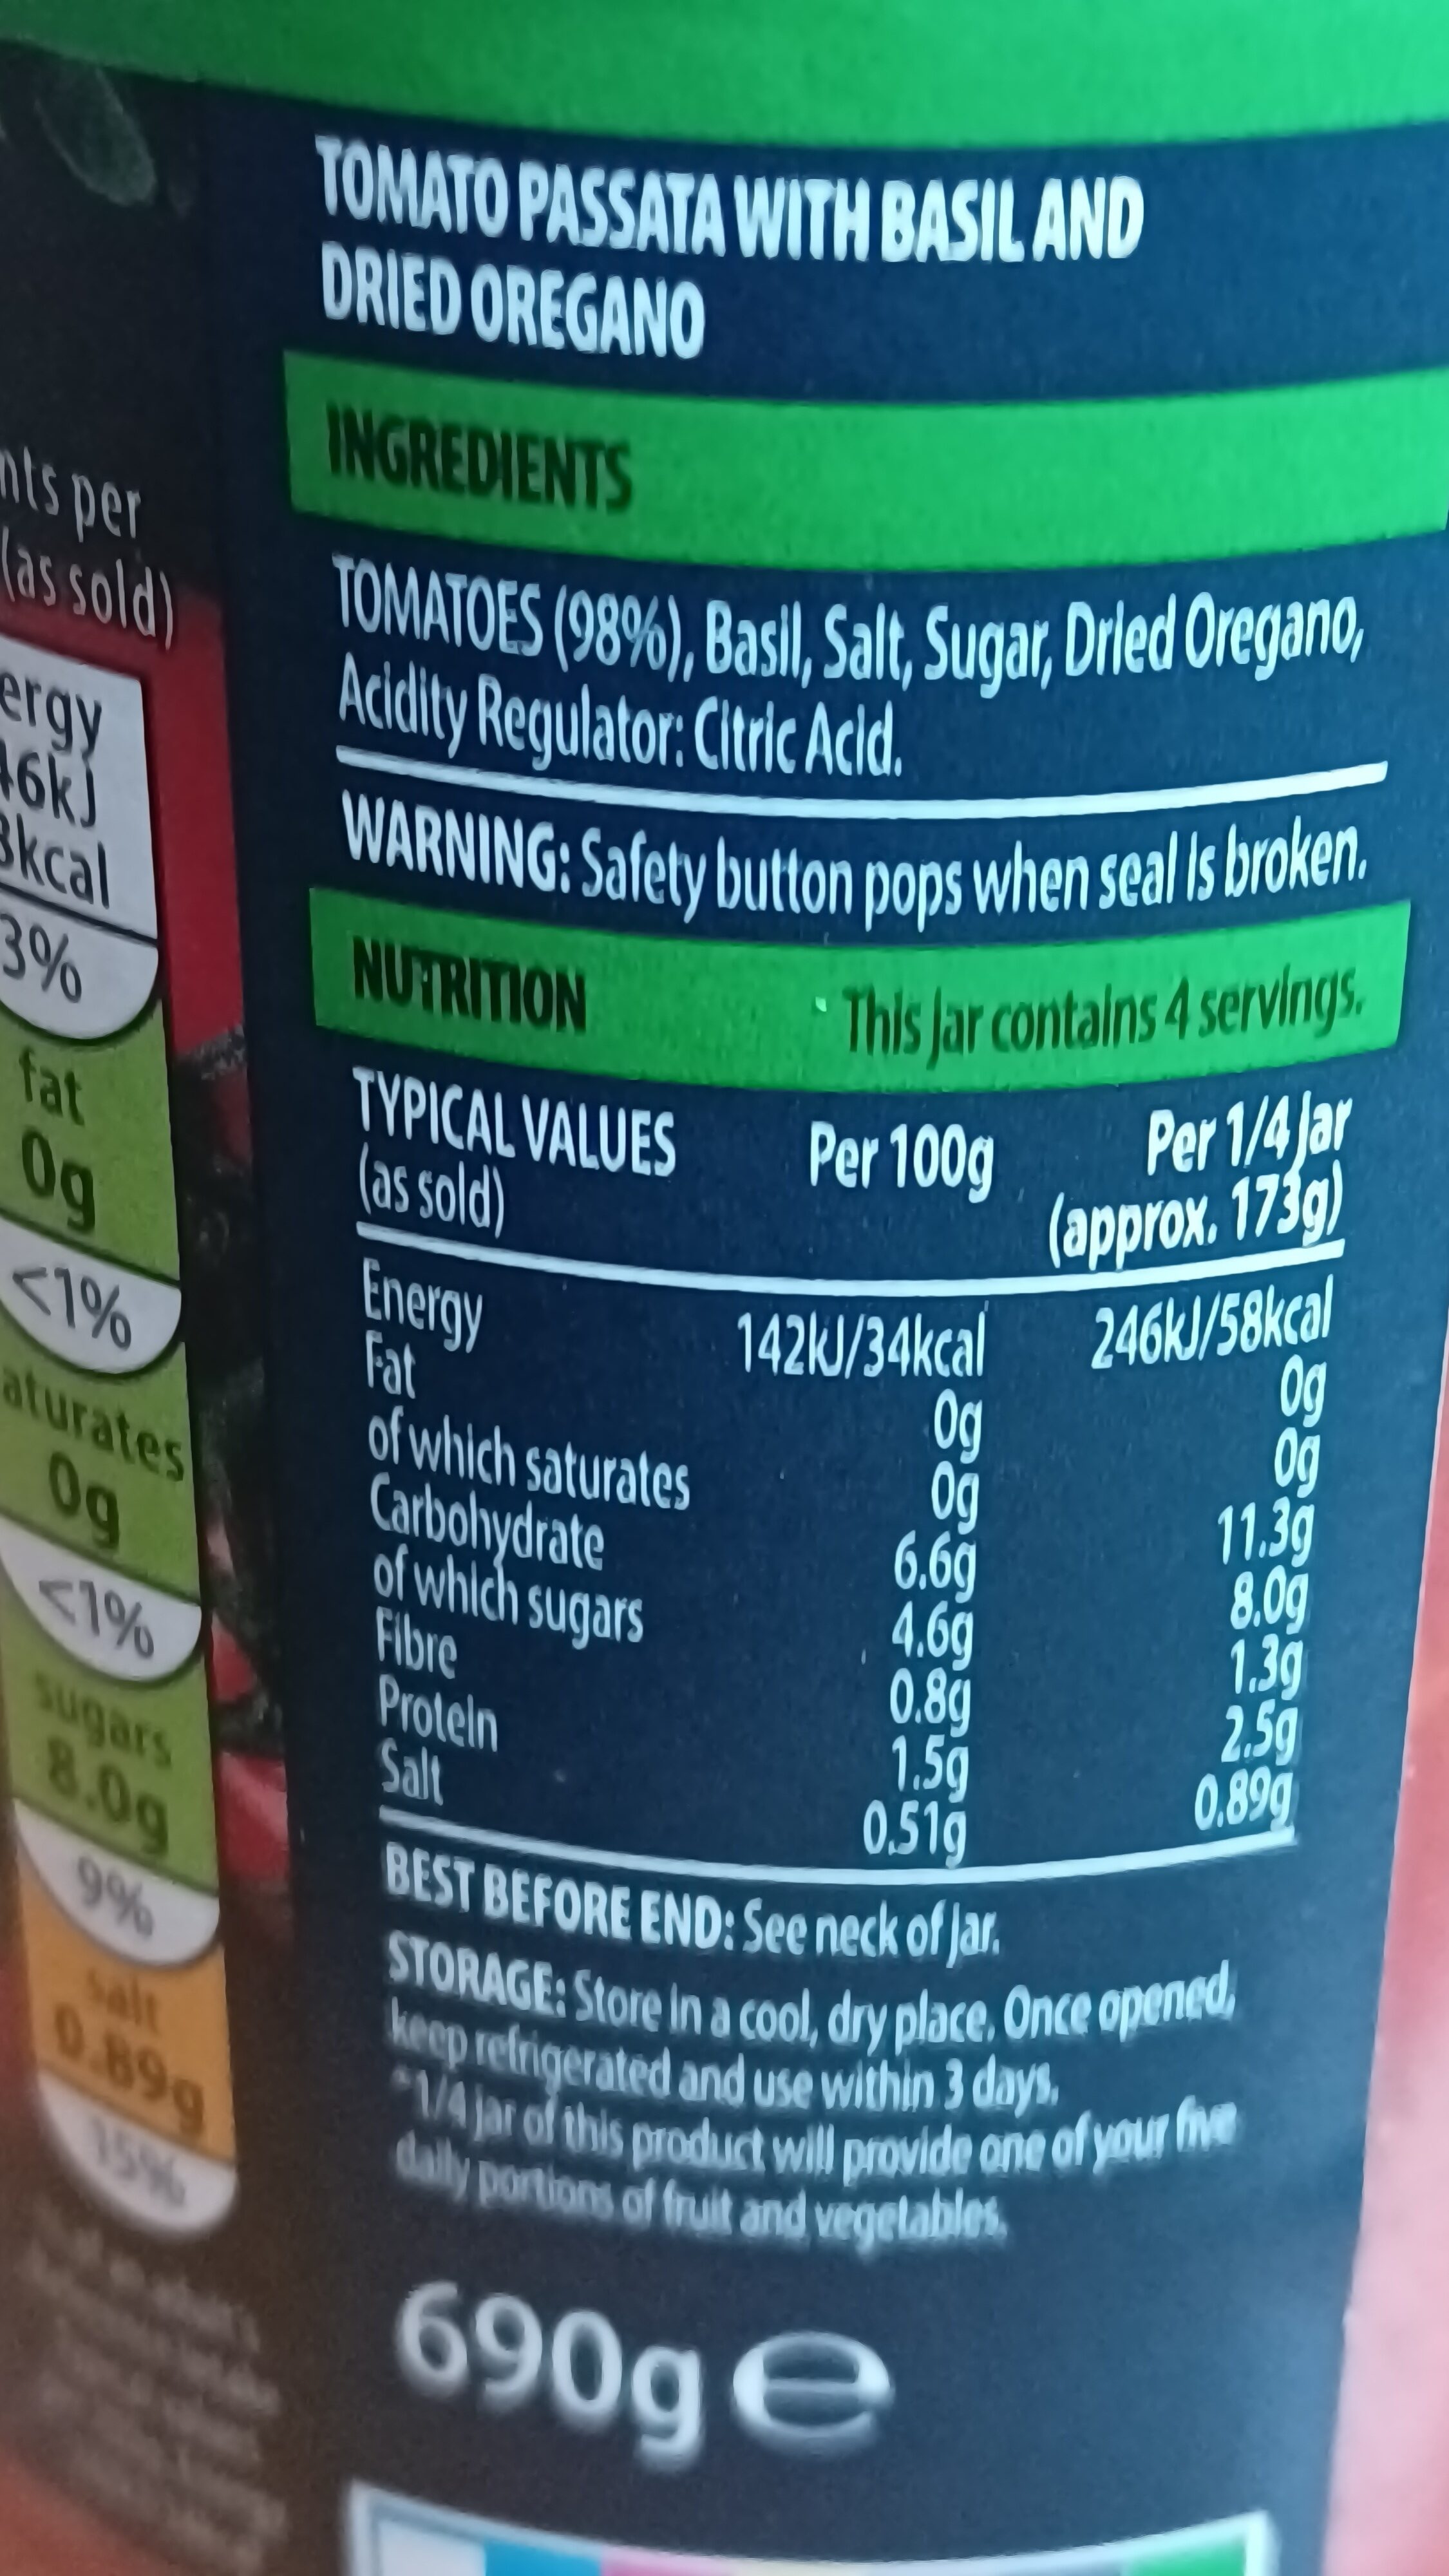 TOMATO PASSATA WITH BASIL AND
DRIED OREGANO
INGREDIENTS
TOMATOES (98%), Basil, Salt, Sugar, Dried Oregano,
Acidity Regulator: Citric Acid.
WARNING: Safety button pops when seal is broken.
NUTRITION This jar contains 4 servings.
TYPICAL VALUES Per 100g Per 1/4 jar
(as sold) (approx. 173g)
Energy 142kJ/34kcal 246kJ/58kcal
Fat 0g 0g
of which saturates 0g 0g
Carbohydrate 6.6g 11.3g
of which sugars 4.6g 8.0g
Fibre 0.8g 1.3g
Protein 1.5g 2.5g
Salt 0.51g 0.89g
BEST BEFORE END: See neck of jar.
STORAGE: Store in a cool, dry place. Once opened,
keep refrigerated and use within 3 days.
*1/4 jar of this product will provide one of your five
daily portions of fruit and vegetables.
690g e
per
(as sold)
3%
fat
0g
<1%
0g
<1%
sugars
8.0g
9%
salt
0.89g
15%